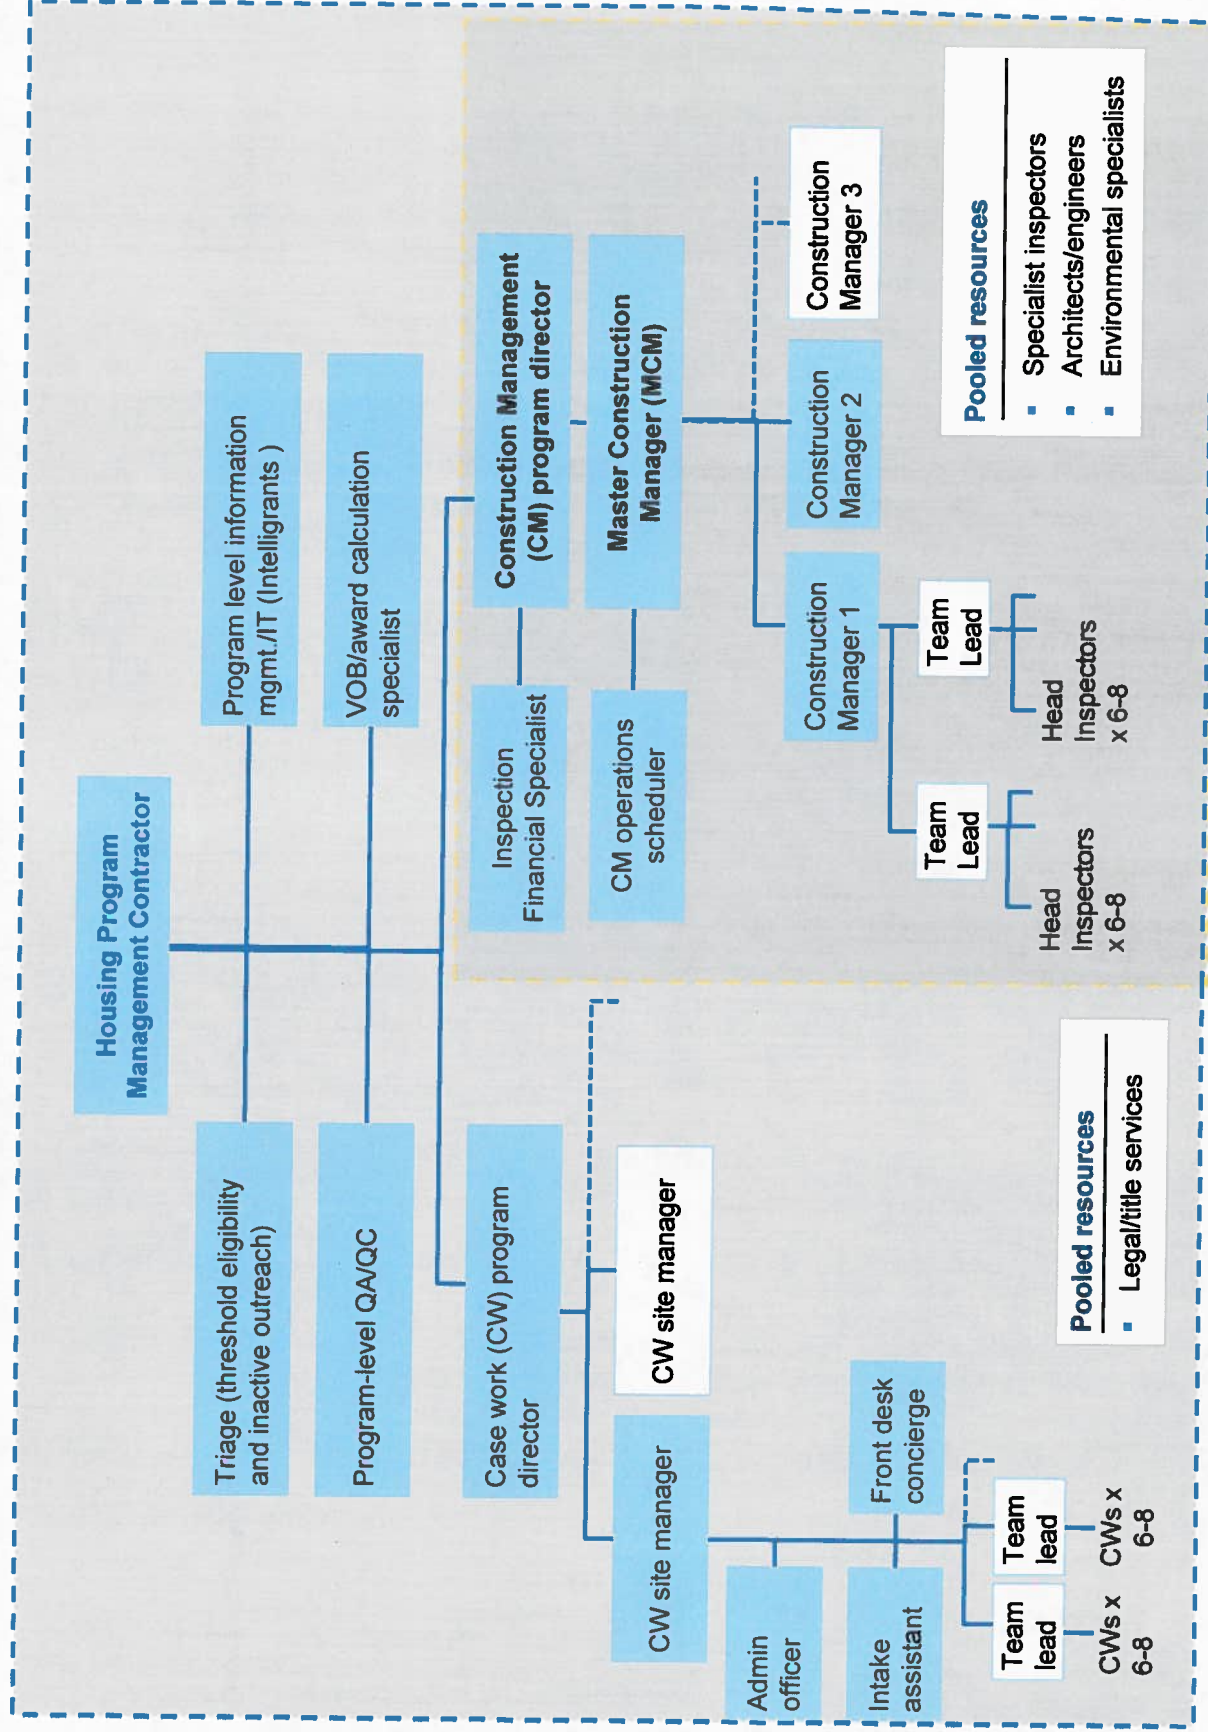 Housing Program
Management Contractor
Triage (threshold eligibility
and inactive outreach)
Program level information
mgmt./IT (Intelligrants )
Program-level QA/QC
VOB/award calculation
specialist
Case work (CW) program
director
Inspection
Financial Specialist
Construction Management
(CM) program director
CW site manager
CW site manager
CM operations
scheduler
Master Construction
Manager (MCM)
Admin
officer
Construction
Manager 1
Construction
Manager 2
Construction
Manager 3
Intake
assistant
Front desk
concierge
Team
Lead
Team
Lead
Team
lead
Team
lead
Head
Inspectors
x 6-8
Head
Inspectors
x 6-8
CWs x
6-8
CWs x
6-8
Pooled resources
Legal/title services
Pooled resources
Specialist inspectors
Architects/engineers
Environmental specialists